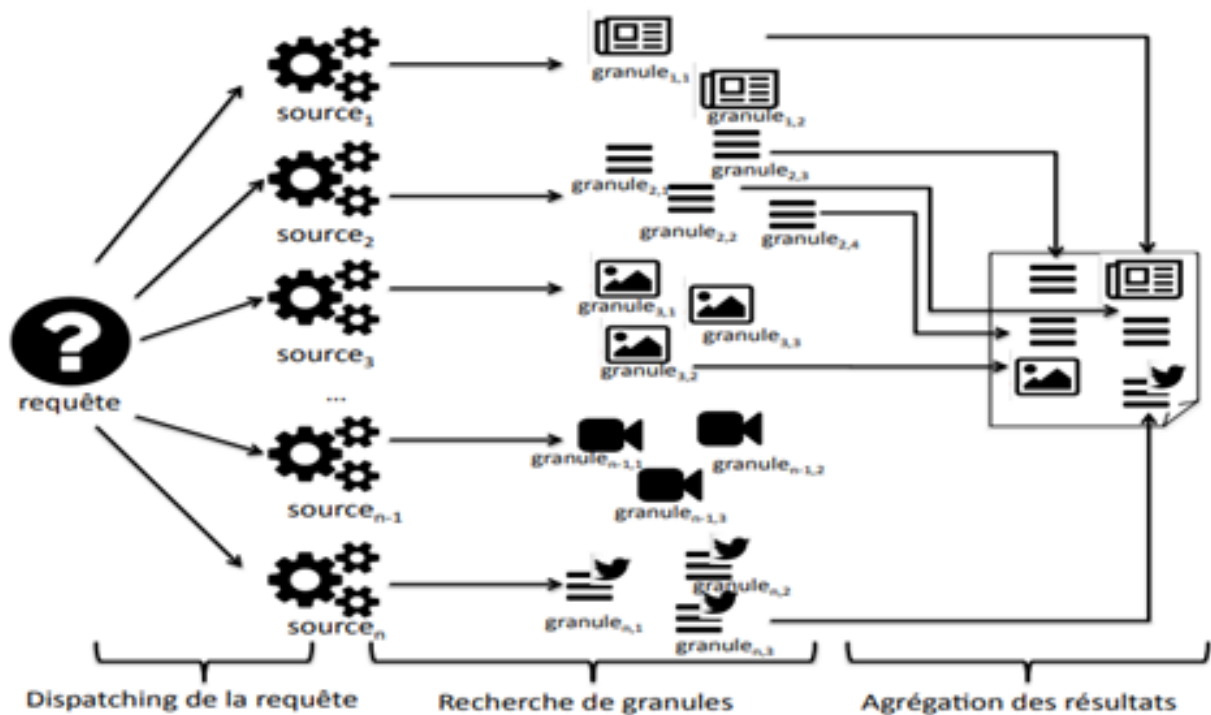 granule1,1
source1
granule1,2
granule2,3
granule2,1
source2
granule2,2
granule2,4
granule3,1
granule3,3
source3
granule3,2
requête
...
granulen-1,1
granulen-1,2
sourcen-1
granulen-1,3
granulen,2
granulen,1
sourcen
granulen,3
Dispatching de la requête
Recherche de granules
Agrégation des résultats